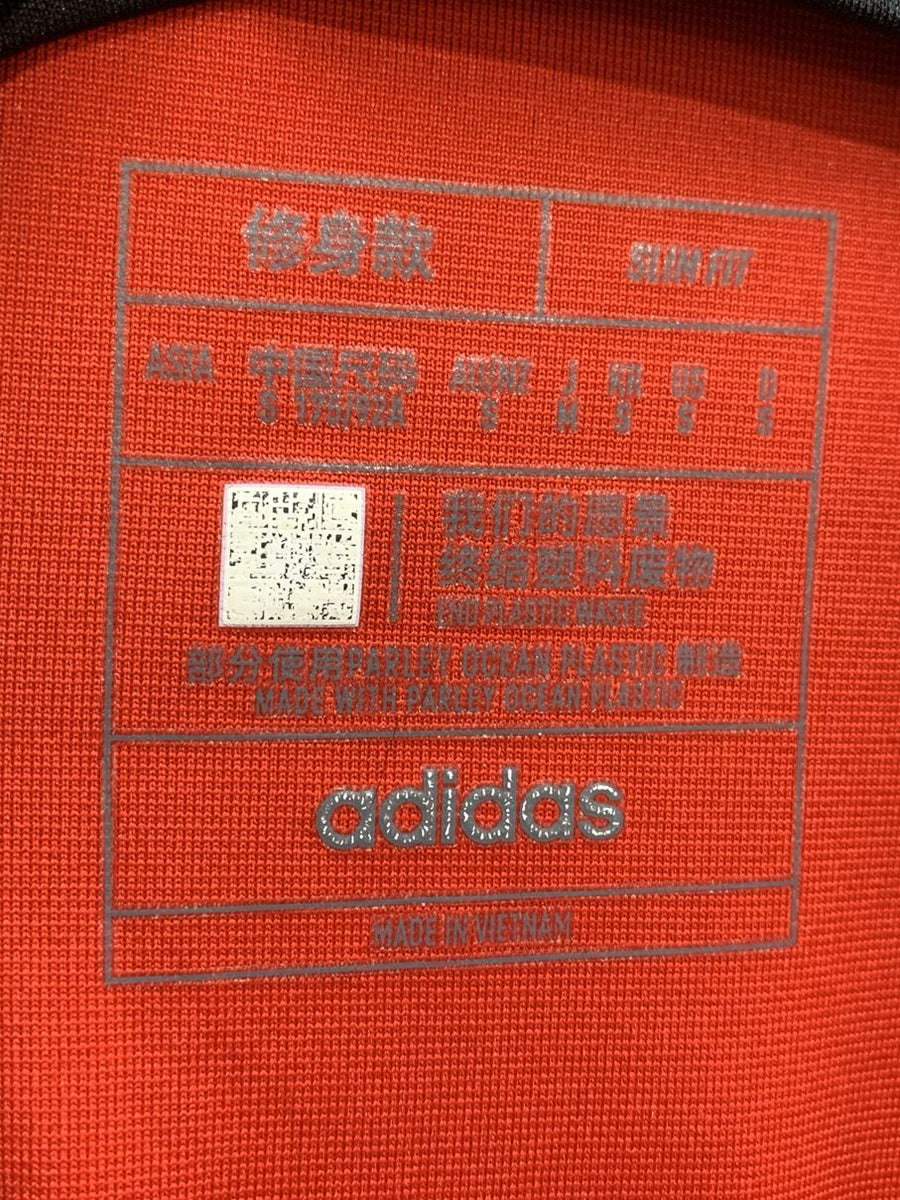 修身款 SLIM FIT
ASIA 中国尺码 AU/NZ J KR US D
S 175/92A S M S S S
我们的愿景
终结塑料废物
END PLASTIC WASTE
部分使用PARLEY OCEAN PLASTIC 制造
MADE WITH PARLEY OCEAN PLASTIC
adidas
MADE IN VIETNAM